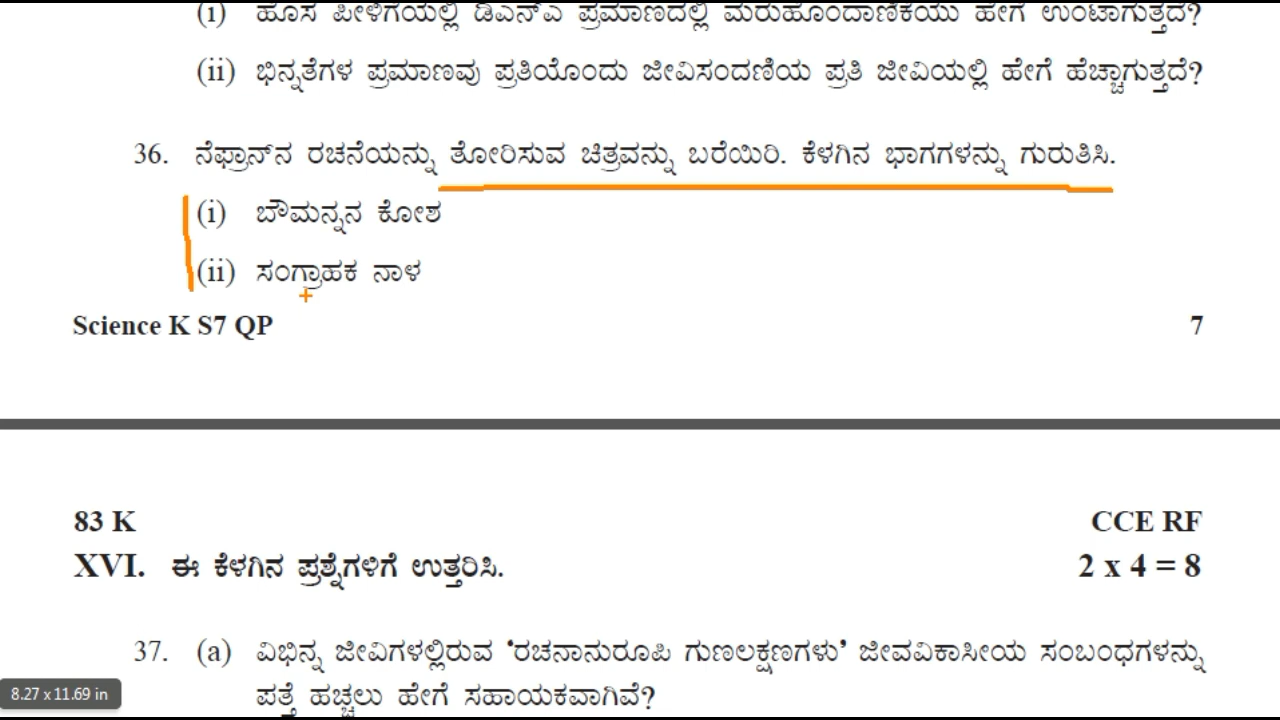 (i) ಹೊಸ ಪೀಳಿಗೆಯಲ್ಲಿ ಡಿಎನ್‌ಎ ಪ್ರಮಾಣದಲ್ಲಿ ಮರುಹೊಂದಾಣಿಕೆಯು ಹೇಗೆ ಉಂಟಾಗುತ್ತದೆ?
(ii) ಭಿನ್ನತೆಗಳ ಪ್ರಮಾಣವು ಪ್ರತಿಯೊಂದು ಜೀವಿಸಂದಣಿಯ ಪ್ರತಿ ಜೀವಿಯಲ್ಲಿ ಹೇಗೆ ಹೆಚ್ಚಾಗುತ್ತದೆ?
36. ನೆಫ್ರಾನ್‌ನ ರಚನೆಯನ್ನು ತೋರಿಸುವ ಚಿತ್ರವನ್ನು ಬರೆಯಿರಿ. ಕೆಳಗಿನ ಭಾಗಗಳನ್ನು ಗುರುತಿಸಿ.
(i) ಬೌಮನ್ನನ ಕೋಶ
(ii) ಸಂಗ್ರಾಹಕ ನಾಳ
Science K S7 QP 7
83 K CCE RF
XVI. ಈ ಕೆಳಗಿನ ಪ್ರಶ್ನೆಗಳಿಗೆ ಉತ್ತರಿಸಿ. 2 x 4 = 8
37. (a) ವಿಭಿನ್ನ ಜೀವಿಗಳಲ್ಲಿರುವ ‘ರಚನಾನುರೂಪಿ ಗುಣಲಕ್ಷಣಗಳು’ ಜೀವವಿಕಾಸೀಯ ಸಂಬಂಧಗಳನ್ನು
ಪತ್ತೆ ಹಚ್ಚಲು ಹೇಗೆ ಸಹಾಯಕವಾಗಿವೆ?
8.27 x 11.69 in